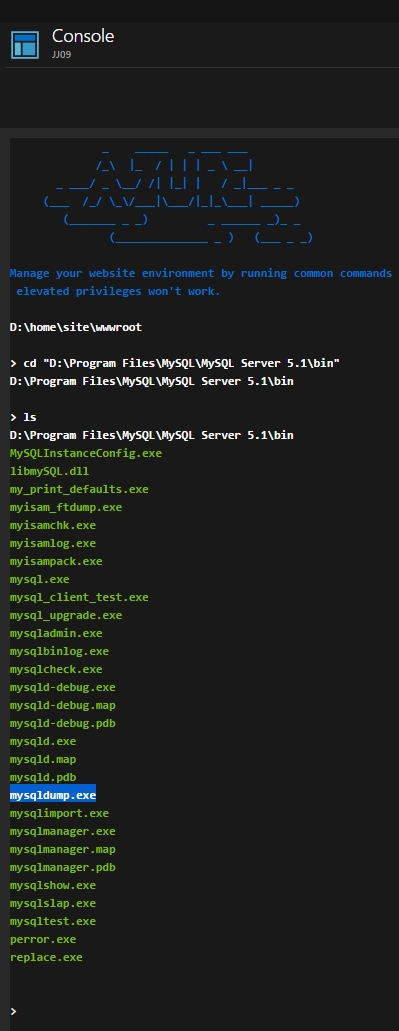 Console
JJ09
Manage your website environment by running common commands
elevated privileges won't work.
D:\home\site\wwwroot
> cd "D:\Program Files\MySQL\MySQL Server 5.1\bin"
D:\Program Files\MySQL\MySQL Server 5.1\bin
> ls
D:\Program Files\MySQL\MySQL Server 5.1\bin
MySQLInstanceConfig.exe
libmySQL.dll
my_print_defaults.exe
myisam_ftdump.exe
myisamchk.exe
myisamlog.exe
myisampack.exe
mysql.exe
mysql_client_test.exe
mysql_upgrade.exe
mysqladmin.exe
mysqlbinlog.exe
mysqlcheck.exe
mysqld-debug.exe
mysqld-debug.map
mysqld-debug.pdb
mysqld.exe
mysqld.map
mysqld.pdb
mysqldump.exe
mysqlimport.exe
mysqlmanager.exe
mysqlmanager.map
mysqlmanager.pdb
mysqlshow.exe
mysqlslap.exe
mysqltest.exe
perror.exe
replace.exe
>